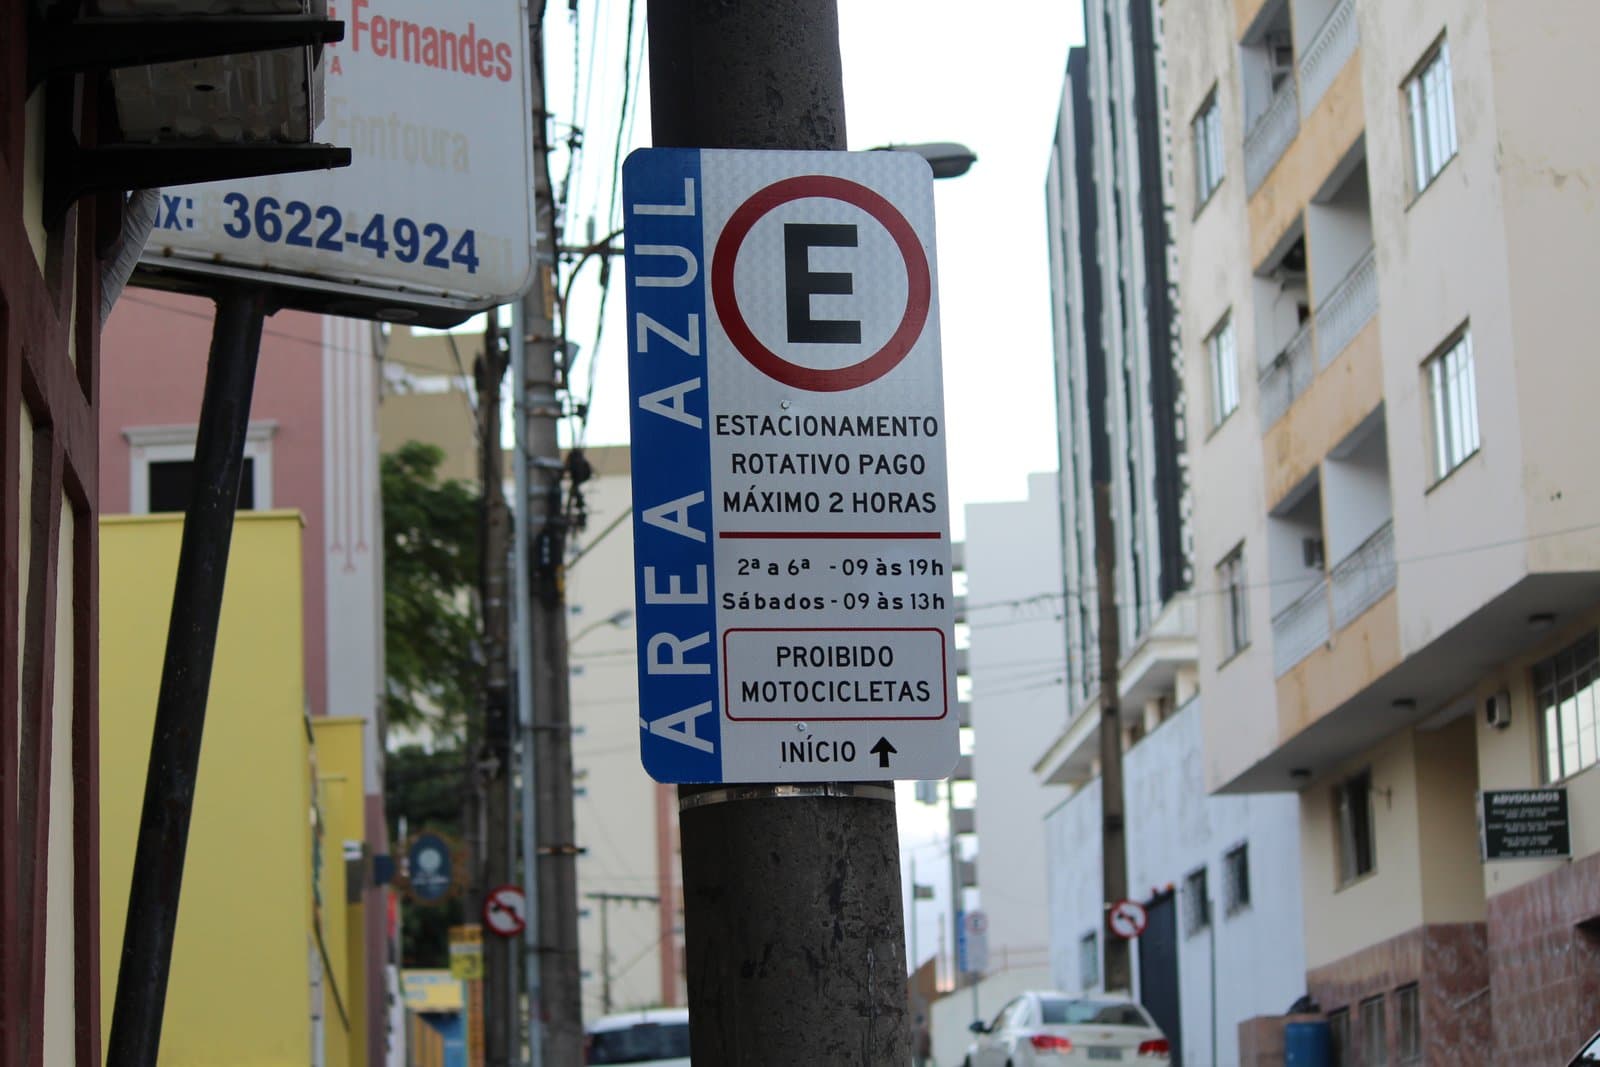 Fernandes
A
Fontoura
3622-4924
ÁREA AZUL
E
ESTACIONAMENTO
ROTATIVO PAGO
MÁXIMO 2 HORAS
2ª a 6ª - 09 às 19h
Sábados - 09 às 13h
PROIBIDO
MOTOCICLETAS
INÍCIO
ADVOGADOS